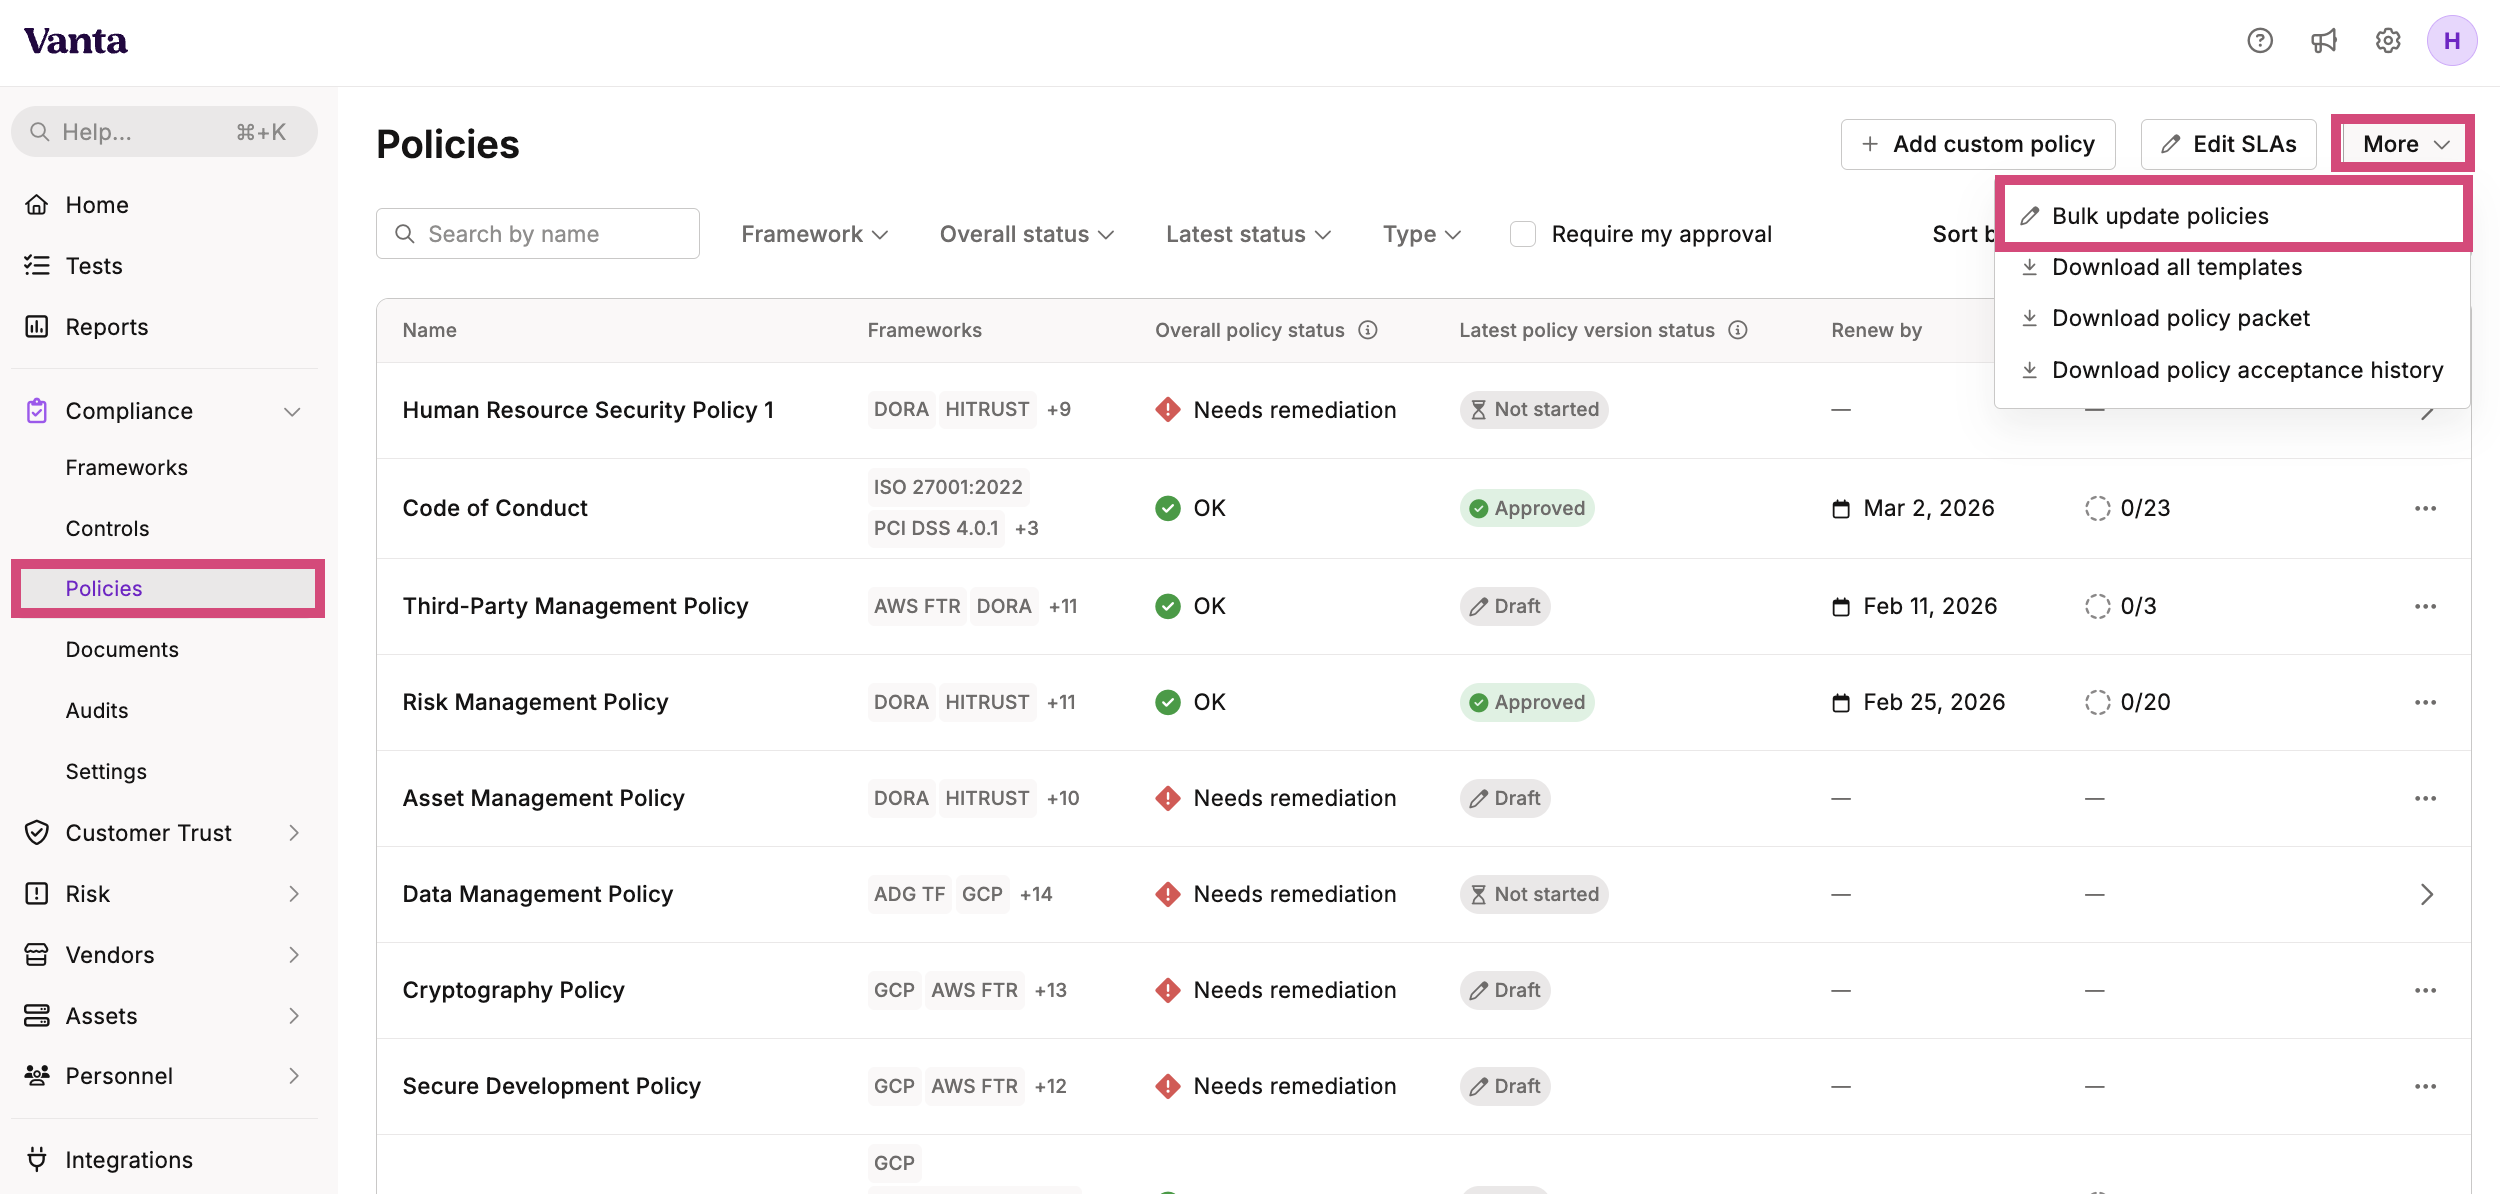 Vanta
H
Help... ⌘+K
Home
Tests
Reports
Compliance
Frameworks
Controls
Policies
Documents
Audits
Settings
Customer Trust
Risk
Vendors
Assets
Personnel
Integrations
Policies
+ Add custom policy
Edit SLAs
More
Search by name
Framework
Overall status
Latest status
Type
Require my approval
Sort
Bulk update policies
Download all templates
Download policy packet
Download policy acceptance history
Name Frameworks Overall policy status Latest policy version status Renew by
Human Resource Security Policy 1 DORA HITRUST +9 Needs remediation Not started — —
Code of Conduct ISO 27001:2022 PCI DSS 4.0.1 +3 OK Approved Mar 2, 2026 0/23
Third-Party Management Policy AWS FTR DORA +11 OK Draft Feb 11, 2026 0/3
Risk Management Policy DORA HITRUST +11 OK Approved Feb 25, 2026 0/20
Asset Management Policy DORA HITRUST +10 Needs remediation Draft — —
Data Management Policy ADG TF GCP +14 Needs remediation Not started — —
Cryptography Policy GCP AWS FTR +13 Needs remediation Draft — —
Secure Development Policy GCP AWS FTR +12 Needs remediation Draft — —
GCP